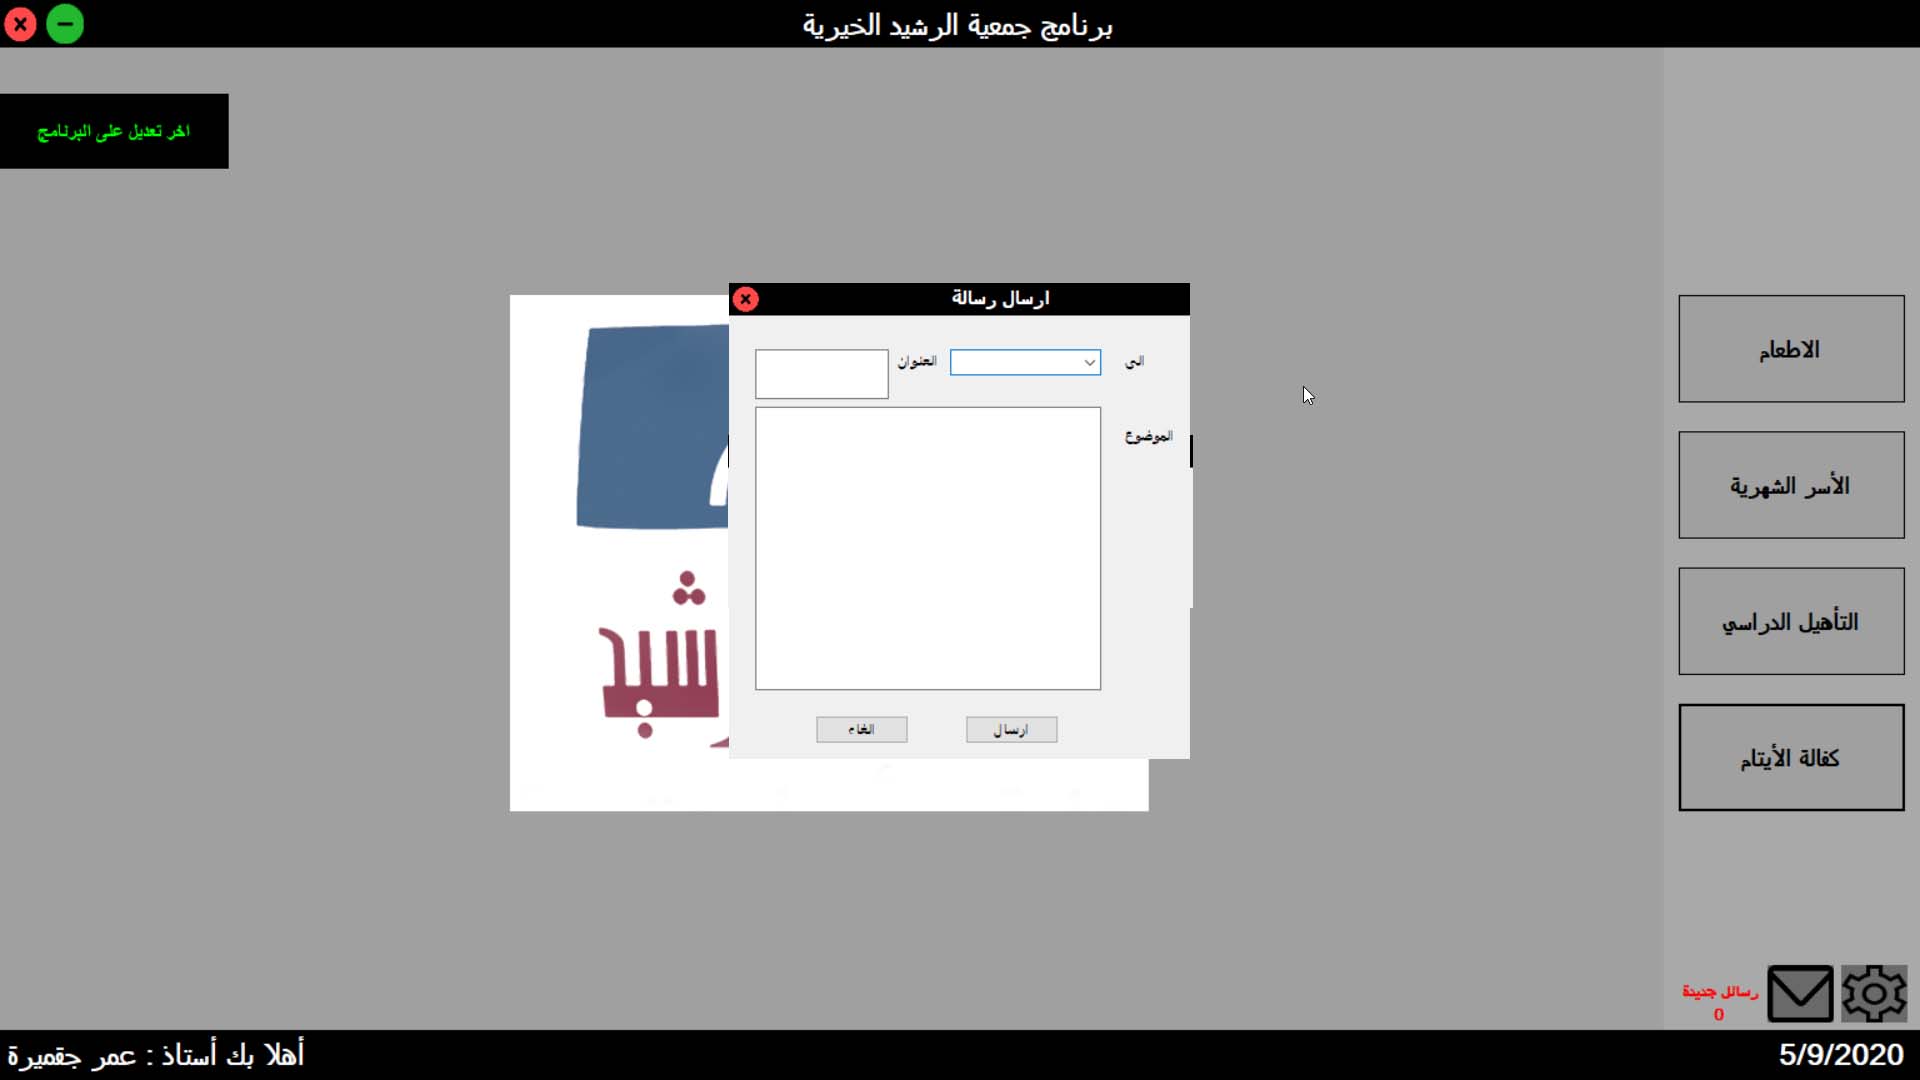 برنامج جمعية الرشيد الخيرية
اخر تعديل على البرنامج
ارسال رسالة
الى
العنوان
الموضوع
ارسال
الغاء
الاطعام
الأسر الشهرية
التأهيل الدراسي
كفالة الأيتام
رسائل جديدة
0
5/9/2020
أهلا بك أستاذ : عمر جقميرة